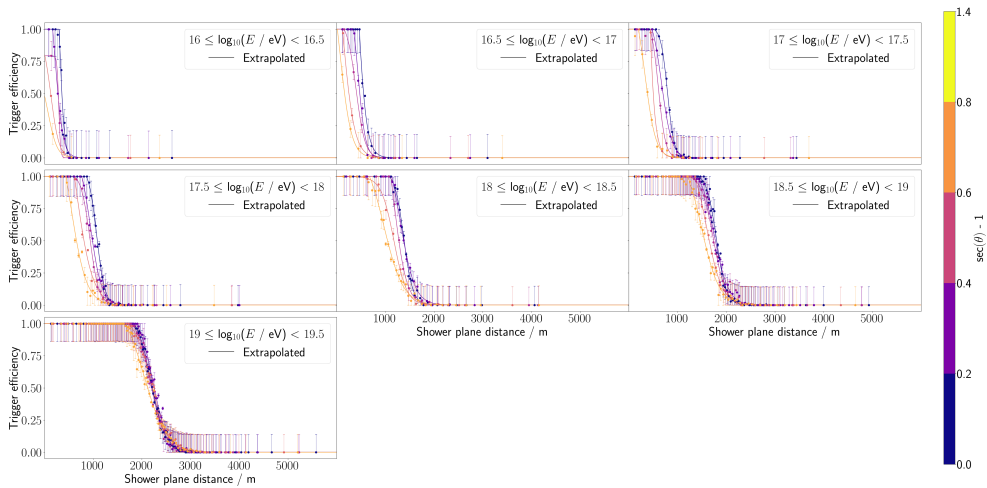 1.00
0.75
0.50
0.25
0.00
Trigger efficiency
16 ≤ log₁₀(E / eV) < 16.5
Extrapolated
16.5 ≤ log₁₀(E / eV) < 17
Extrapolated
17 ≤ log₁₀(E / eV) < 17.5
Extrapolated
1.00
0.75
0.50
0.25
0.00
Trigger efficiency
17.5 ≤ log₁₀(E / eV) < 18
Extrapolated
18 ≤ log₁₀(E / eV) < 18.5
Extrapolated
18.5 ≤ log₁₀(E / eV) < 19
Extrapolated
1000 2000 3000 4000 5000
Shower plane distance / m
1000 2000 3000 4000 5000
Shower plane distance / m
1.00
0.75
0.50
0.25
0.00
Trigger efficiency
19 ≤ log₁₀(E / eV) < 19.5
Extrapolated
1000 2000 3000 4000 5000
Shower plane distance / m
1.4
0.8
0.6
0.4
0.2
0.0
sec(θ) - 1